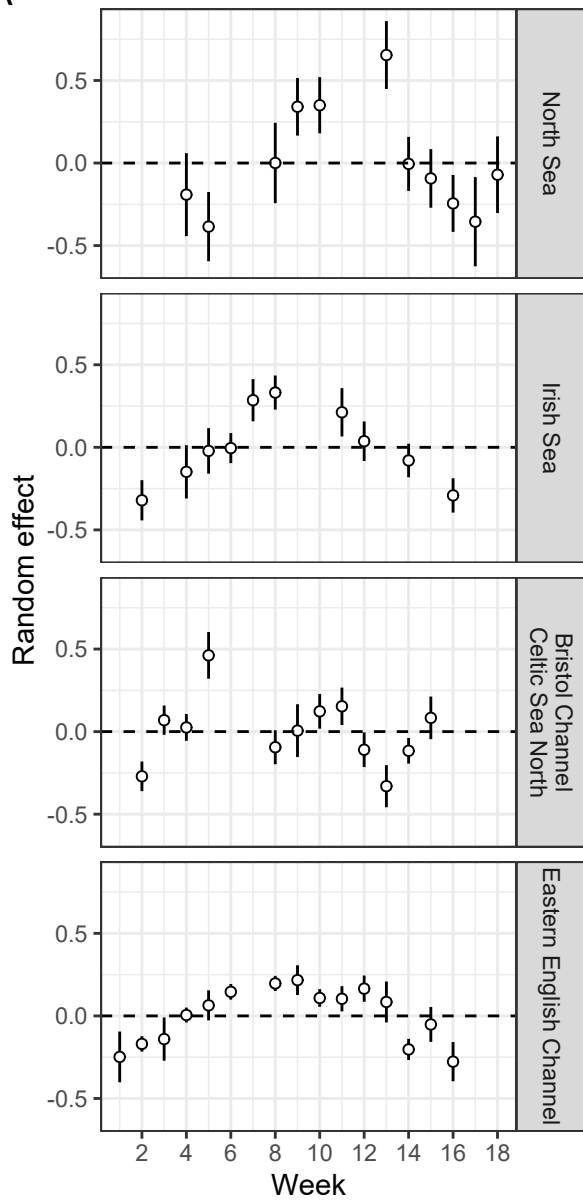 0.5
0.0
-0.5
North Sea
0.5
0.0
-0.5
Irish Sea
Random effect
0.5
0.0
-0.5
Bristol Channel
Celtic Sea North
0.5
0.0
-0.5
Eastern English Channel
2 4 6 8 10 12 14 16 18
Week